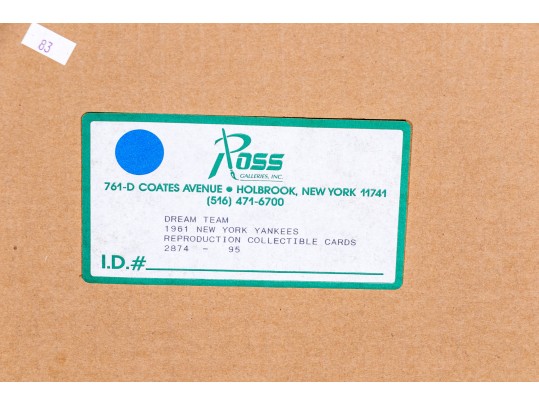 83
Ross
GALLERIES, INC.
761-D COATES AVENUE • HOLBROOK, NEW YORK 11741
(516) 471-6700
DREAM TEAM
1961 NEW YORK YANKEES
REPRODUCTION COLLECTIBLE CARDS
2874 - 95
I.D.#